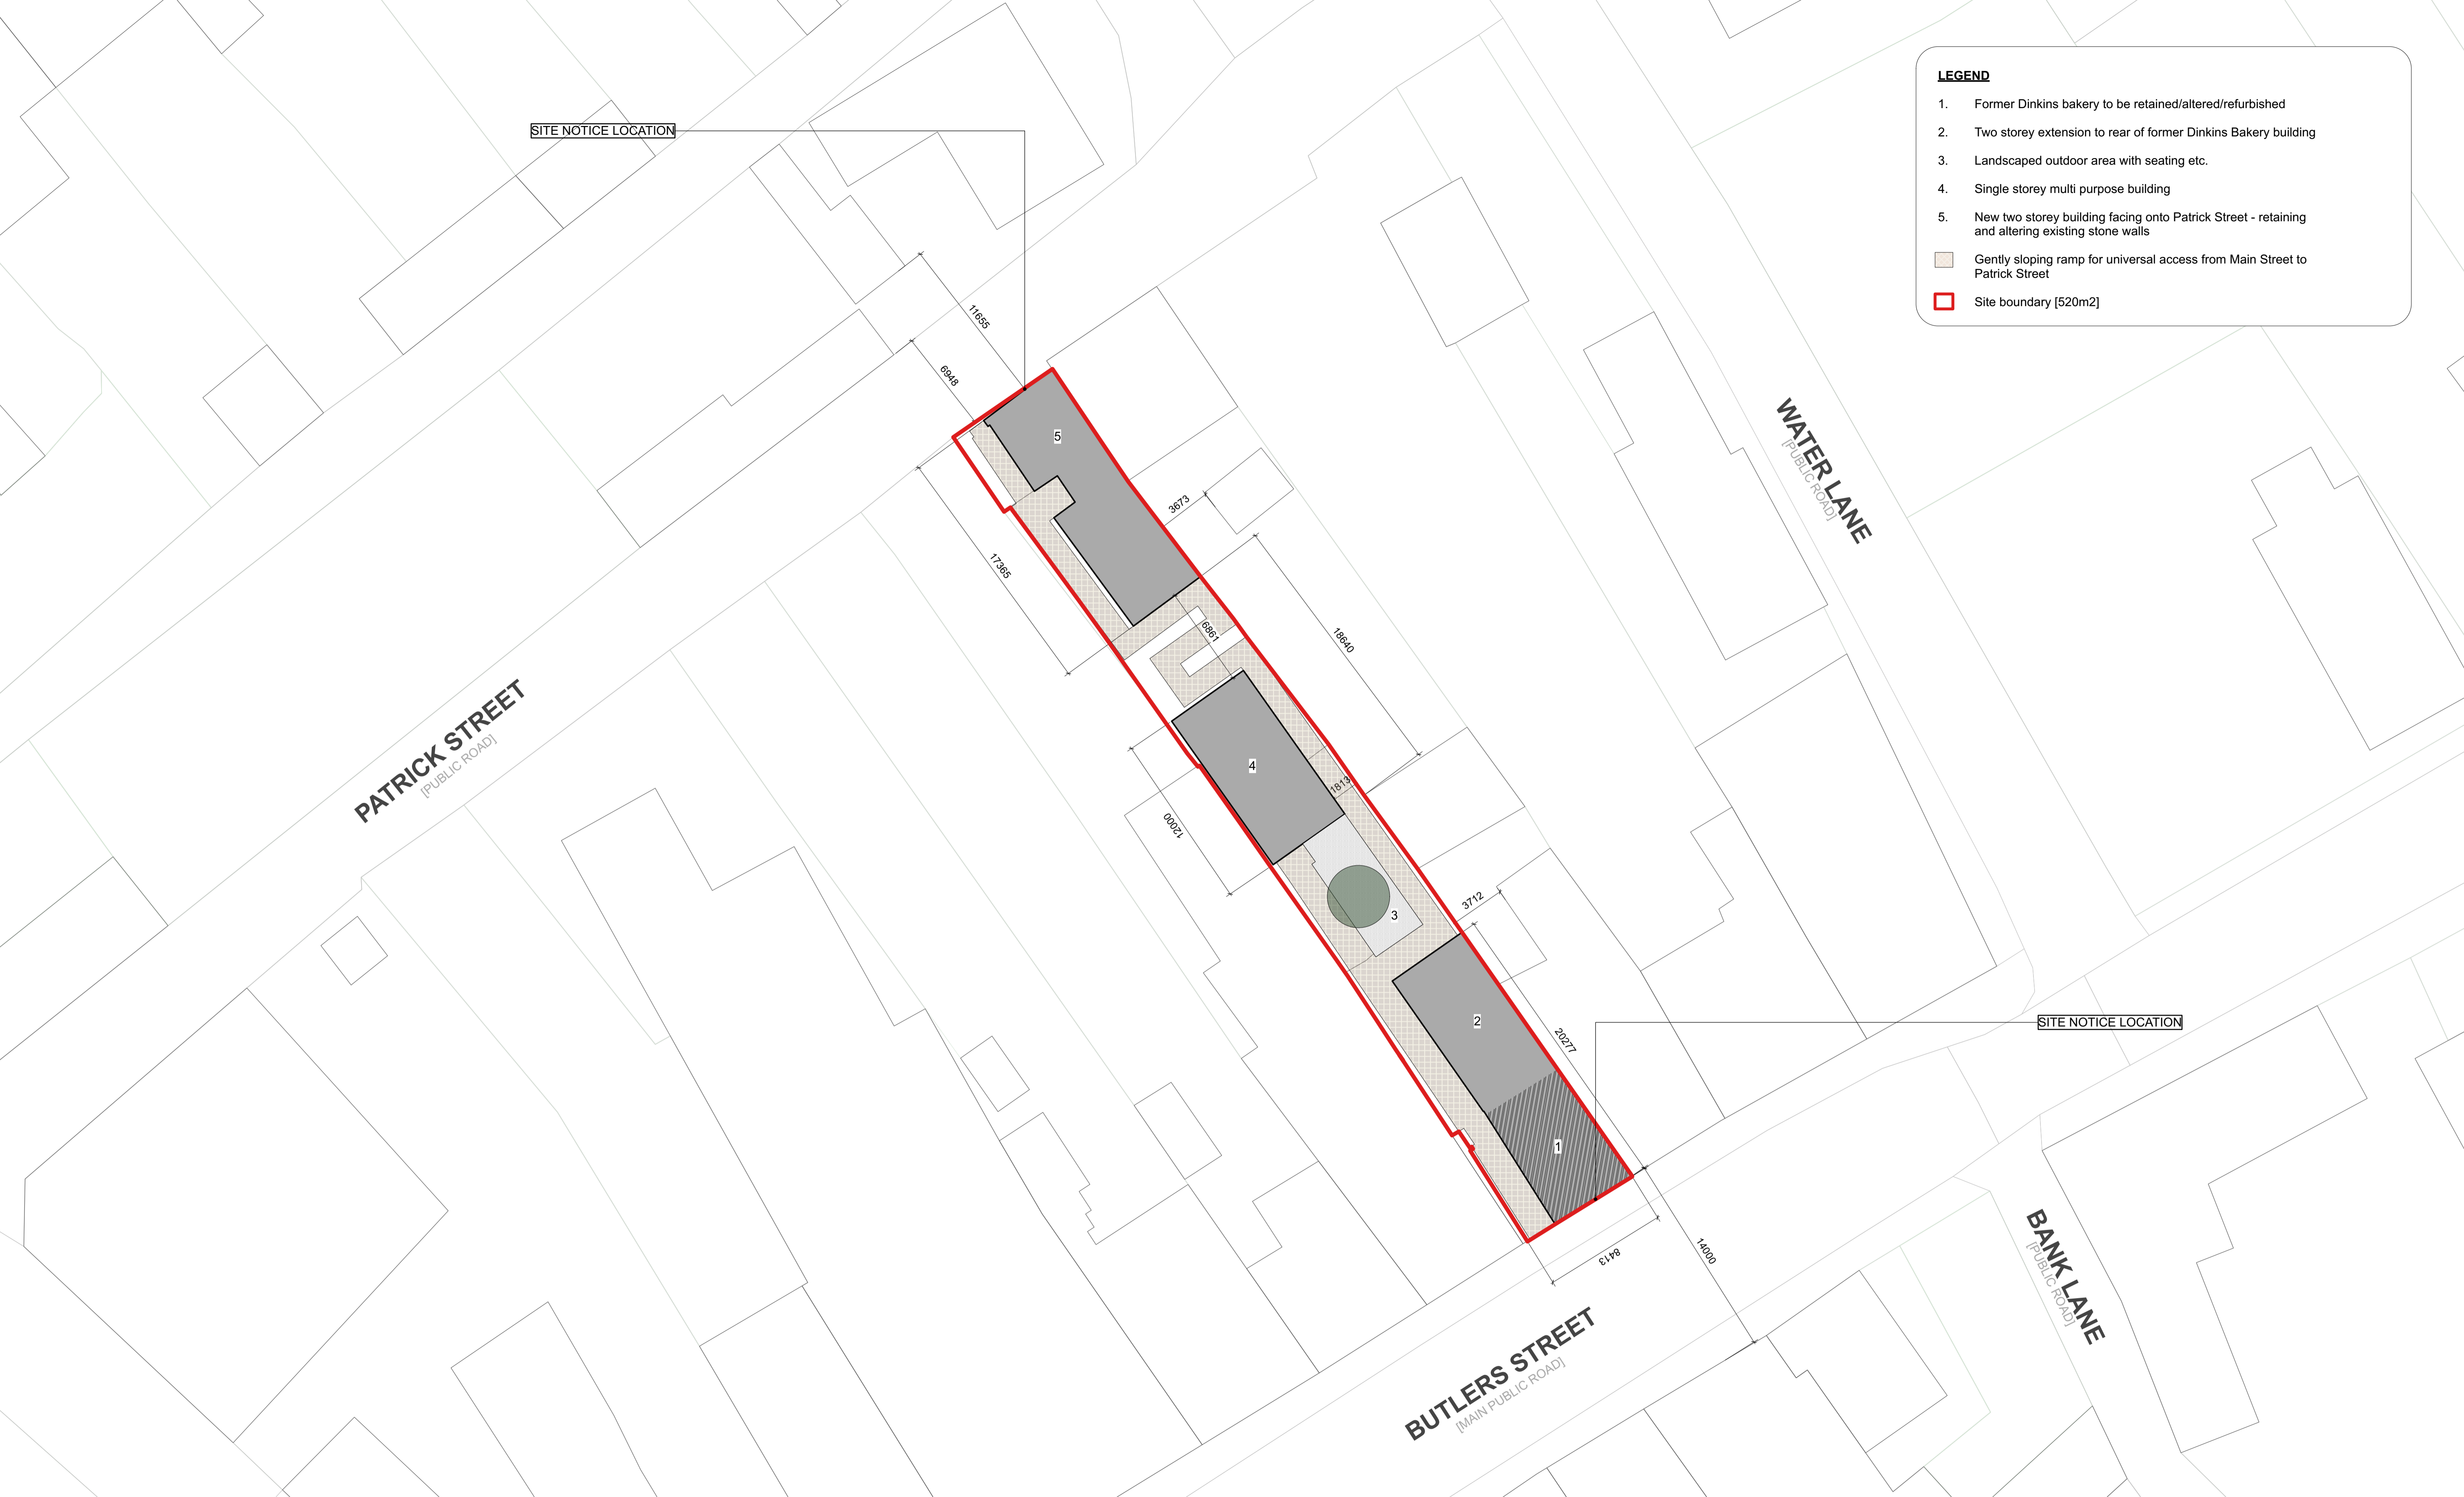 LEGEND
1. Former Dinkins bakery to be retained/altered/refurbished
2. Two storey extension to rear of former Dinkins Bakery building
3. Landscaped outdoor area with seating etc.
4. Single storey multi purpose building
5. New two storey building facing onto Patrick Street - retaining
and altering existing stone walls
Gently sloping ramp for universal access from Main Street to
Patrick Street
Site boundary [520m2]
SITE NOTICE LOCATION
11655
6948
5
3673
17365
6861
18640
WATER LANE
[PUBLIC ROAD]
PATRICK STREET
[PUBLIC ROAD]
4
1813
12000
3
3712
2
20277
SITE NOTICE LOCATION
1
8413
14000
BANK LANE
[PUBLIC ROAD]
BUTLERS STREET
[MAIN PUBLIC ROAD]